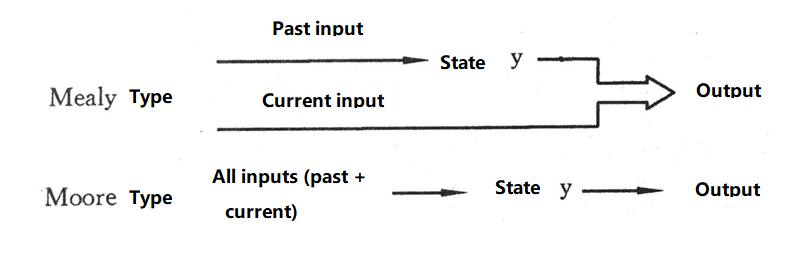 Past input
State y
Mealy Type
Current input
Output
Moore Type
All inputs (past +
current)
State y
Output